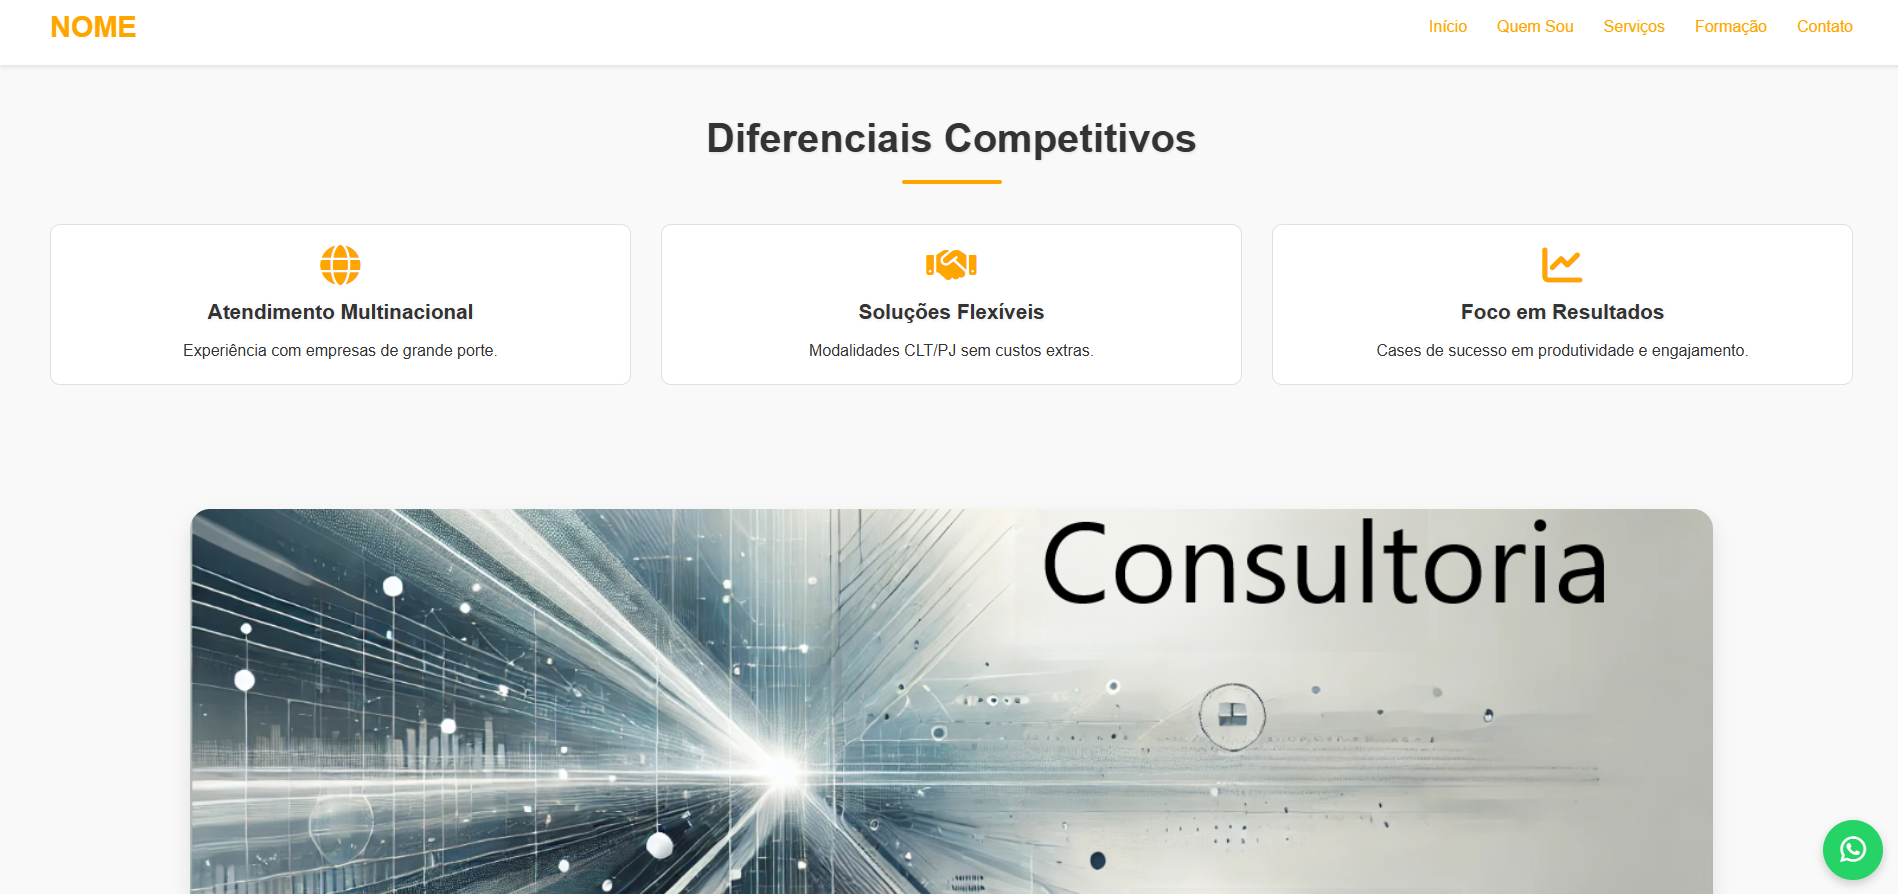 NOME
Início
Quem Sou
Serviços
Formação
Contato
Diferenciais Competitivos
Atendimento Multinacional
Experiência com empresas de grande porte.
Soluções Flexíveis
Modalidades CLT/PJ sem custos extras.
Foco em Resultados
Cases de sucesso em produtividade e engajamento.
Consultoria